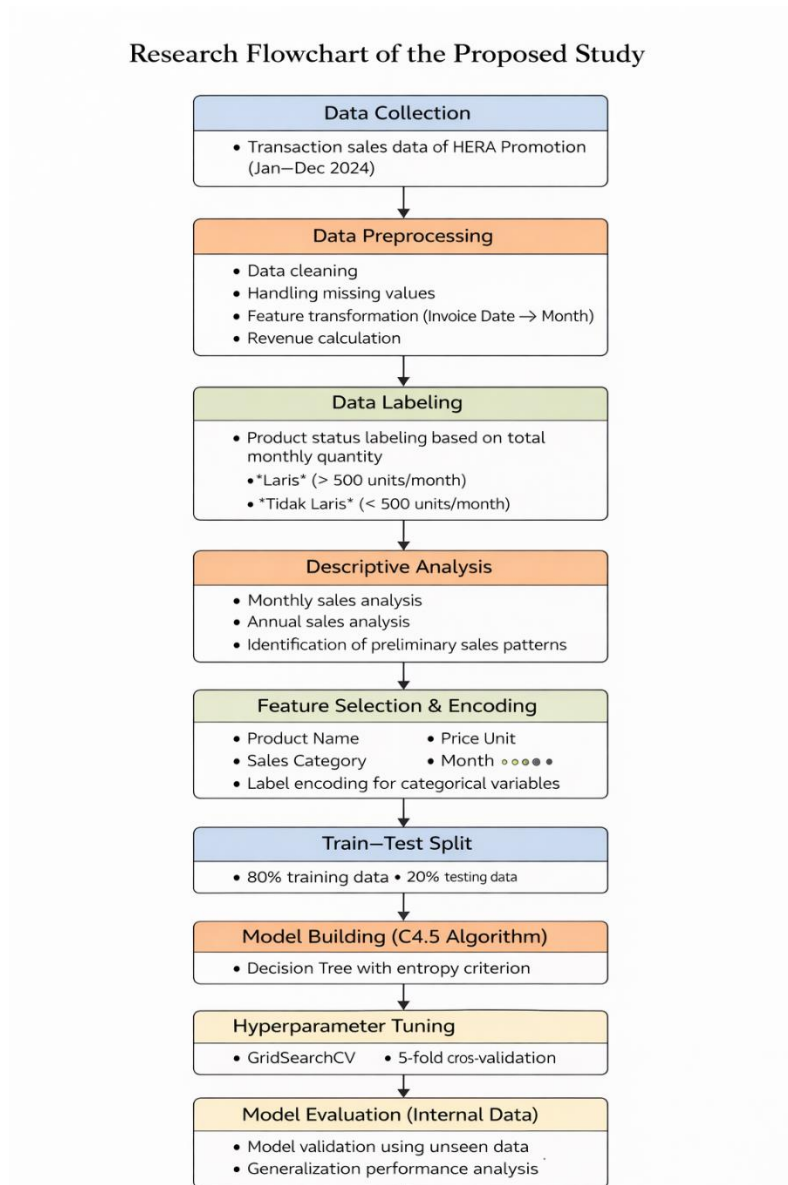 Research Flowchart of the Proposed Study
Data Collection
• Transaction sales data of HERA Promotion
(Jan—Dec 2024)
Data Preprocessing
• Data cleaning
• Handling missing values
• Feature transformation (Invoice Date → Month)
• Revenue calculation
Data Labeling
• Product status labeling based on total
monthly quantity
•*Laris* (> 500 units/month)
• *Tidak Laris* (< 500 units/month)
Descriptive Analysis
• Monthly sales analysis
• Annual sales analysis
• Identification of preliminary sales patterns
Feature Selection & Encoding
• Product Name • Price Unit
• Sales Category • Month
• Label encoding for categorical variables
Train—Test Split
• 80% training data • 20% testing data
Model Building (C4.5 Algorithm)
• Decision Tree with entropy criterion
Hyperparameter Tuning
• GridSearchCV • 5-fold cros-validation
Model Evaluation (Internal Data)
• Model validation using unseen data
• Generalization performance analysis